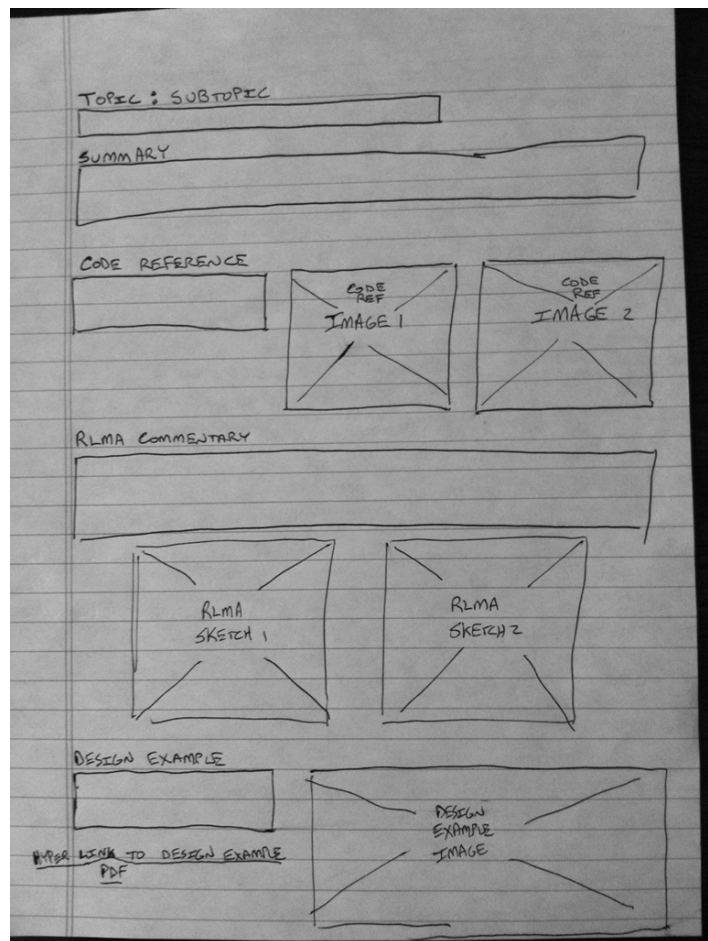 TOPIC : SUBTOPIC
SUMMARY
CODE REFERENCE
CODE
REF
IMAGE 1
CODE
REF
IMAGE 2
RLMA COMMENTARY
RLMA
SKETCH 1
RLMA
SKETCH 2
DESIGN EXAMPLE
HYPER LINK TO DESIGN EXAMPLE
PDF
DESIGN
EXAMPLE
IMAGE